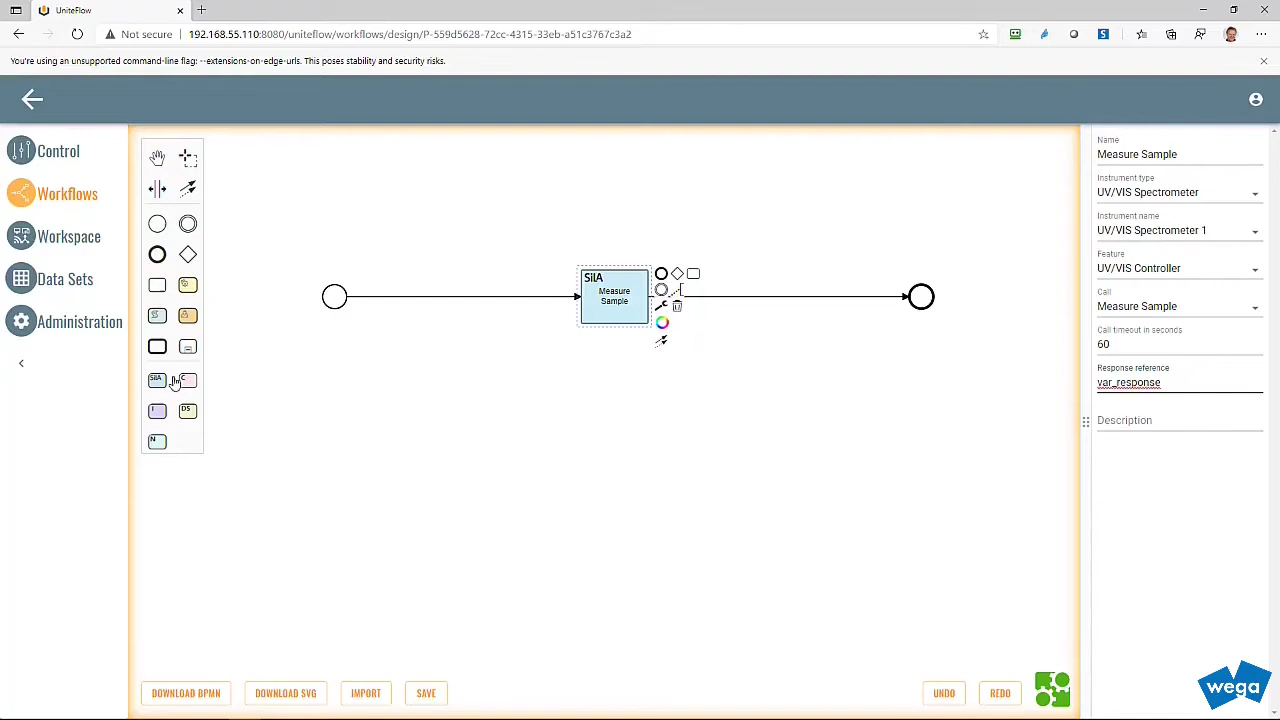 UniteFlow
Not secure
192.168.55.110:8080/uniteflow/workflows/design/P-559d5628-72cc-4315-33eb-a51c3767c3a2
You're using an unsupported command-line flag: --extensions-on-edge-urls. This poses stability and security risks.
Control
Workflows
Workspace
Data Sets
Administration
SilA
C
I
DS
N
SilA
Measure
Sample
Name
Measure Sample
Instrument type
UV/VIS Spectrometer
Instrument name
UV/VIS Spectrometer 1
Feature
UV/VIS Controller
Call
Measure Sample
Call timeout in seconds
60
Response reference
var_response
Description
DOWNLOAD BPMN
DOWNLOAD SVG
IMPORT
SAVE
UNDO
REDO
wega